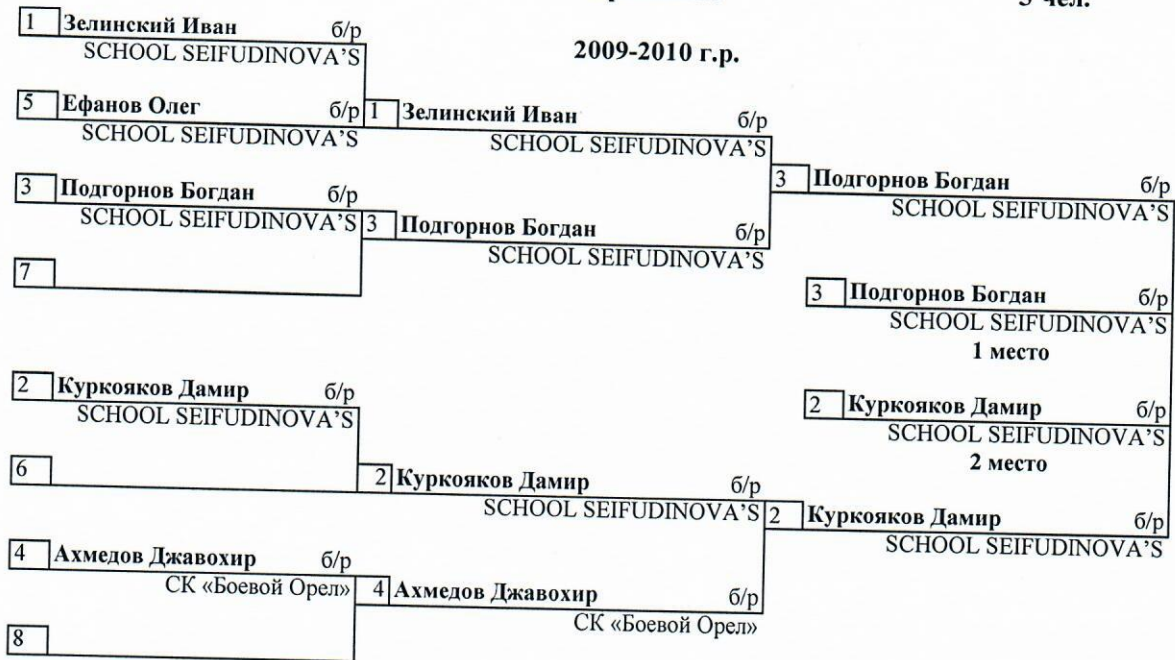 5 чел.
2009-2010 г.р.
1 Зелинский Иван б/р
SCHOOL SEIFUDINOVA'S
5 Ефанов Олег б/р
SCHOOL SEIFUDINOVA'S
1 Зелинский Иван б/р
SCHOOL SEIFUDINOVA'S
3 Подгорнов Богдан б/р
SCHOOL SEIFUDINOVA'S
3 Подгорнов Богдан б/р
SCHOOL SEIFUDINOVA'S
3 Подгорнов Богдан б/р
SCHOOL SEIFUDINOVA'S
7
3 Подгорнов Богдан б/р
SCHOOL SEIFUDINOVA'S
1 место
2 Куркояков Дамир б/р
SCHOOL SEIFUDINOVA'S
2 Куркояков Дамир б/р
SCHOOL SEIFUDINOVA'S
2 место
6
2 Куркояков Дамир б/р
SCHOOL SEIFUDINOVA'S
2 Куркояков Дамир б/р
SCHOOL SEIFUDINOVA'S
4 Ахмедов Джавохир б/р
СК «Боевой Орел»
4 Ахмедов Джавохир б/р
СК «Боевой Орел»
8